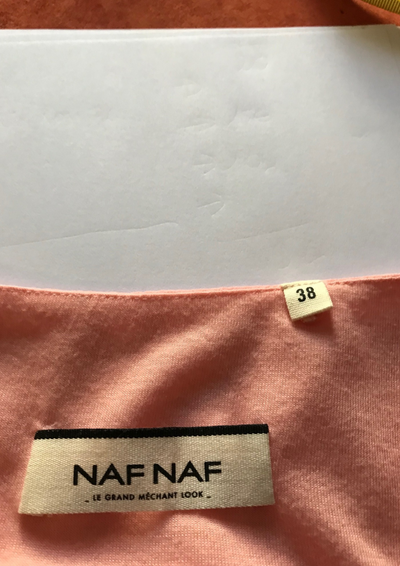 38
NAF NAF
_ LE GRAND MÉCHANT LOOK _